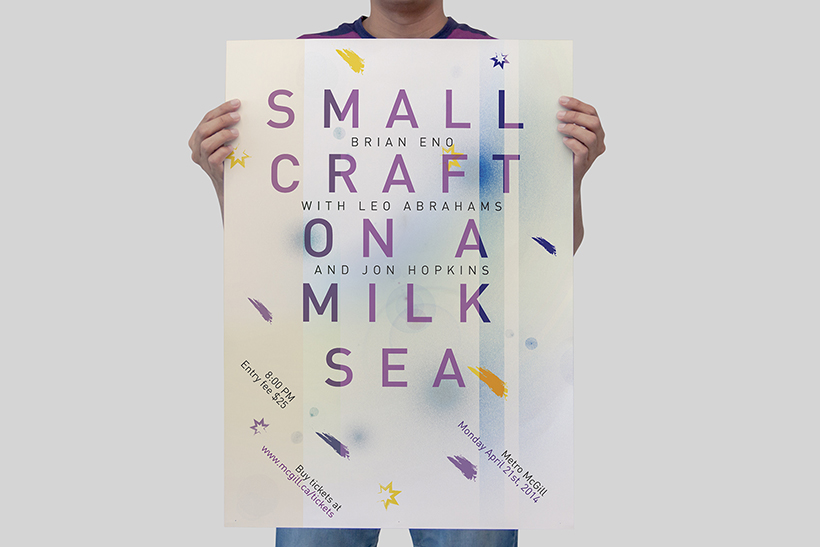 SMALL
BRIAN ENO
CRAFT
WITH LEO ABRAHAMS
ON A
AND JON HOPKINS
MILK
SEA
8:00 PM
Entry fee $25
Metro McGill
Monday April 21st, 2014
Buy tickets at
www.mcgill.ca/tickets